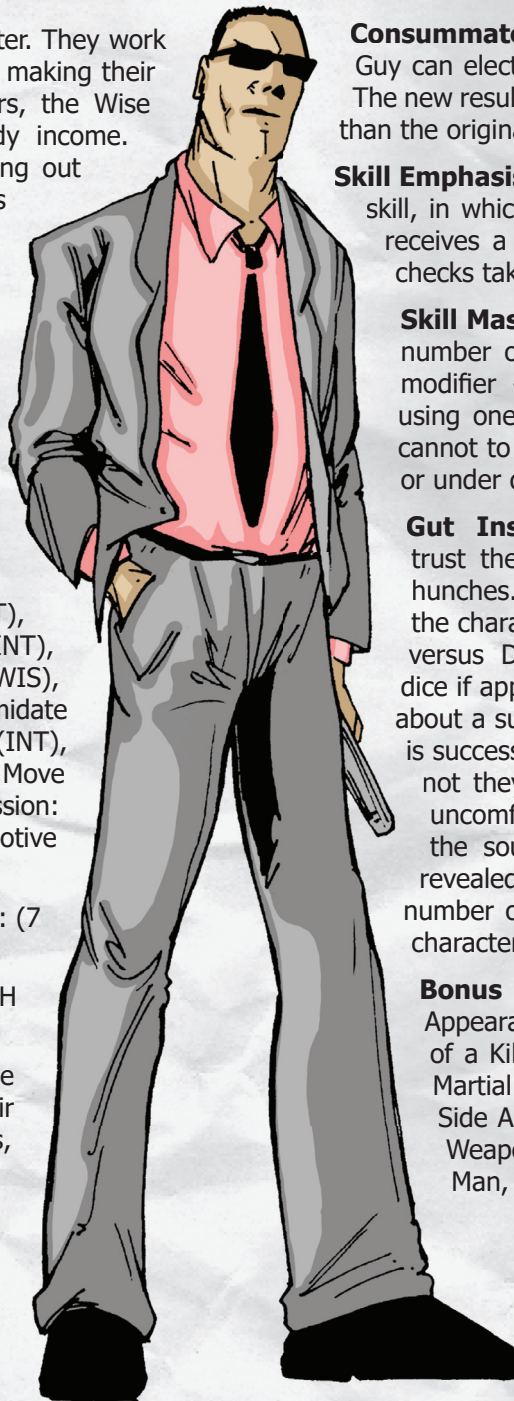 ter. They work
making their
rs, the Wise
dy income.
ng out
s
T),
INT),
WIS),
midate
(INT),
Move
ssion:
otive
: (7
H
e
ir
s,
Consummate
Guy can elect
The new resul
than the origina
Skill Emphasis
skill, in which
receives a
checks tak
Skill Mas
number o
modifier
using one
cannot to
or under d
Gut Ins
trust the
hunches.
the chara
versus D
dice if app
about a su
is success
not they
uncomf
the sou
revealed
number o
character
Bonus
Appeara
of a Kil
Martial
Side A
Weapo
Man,